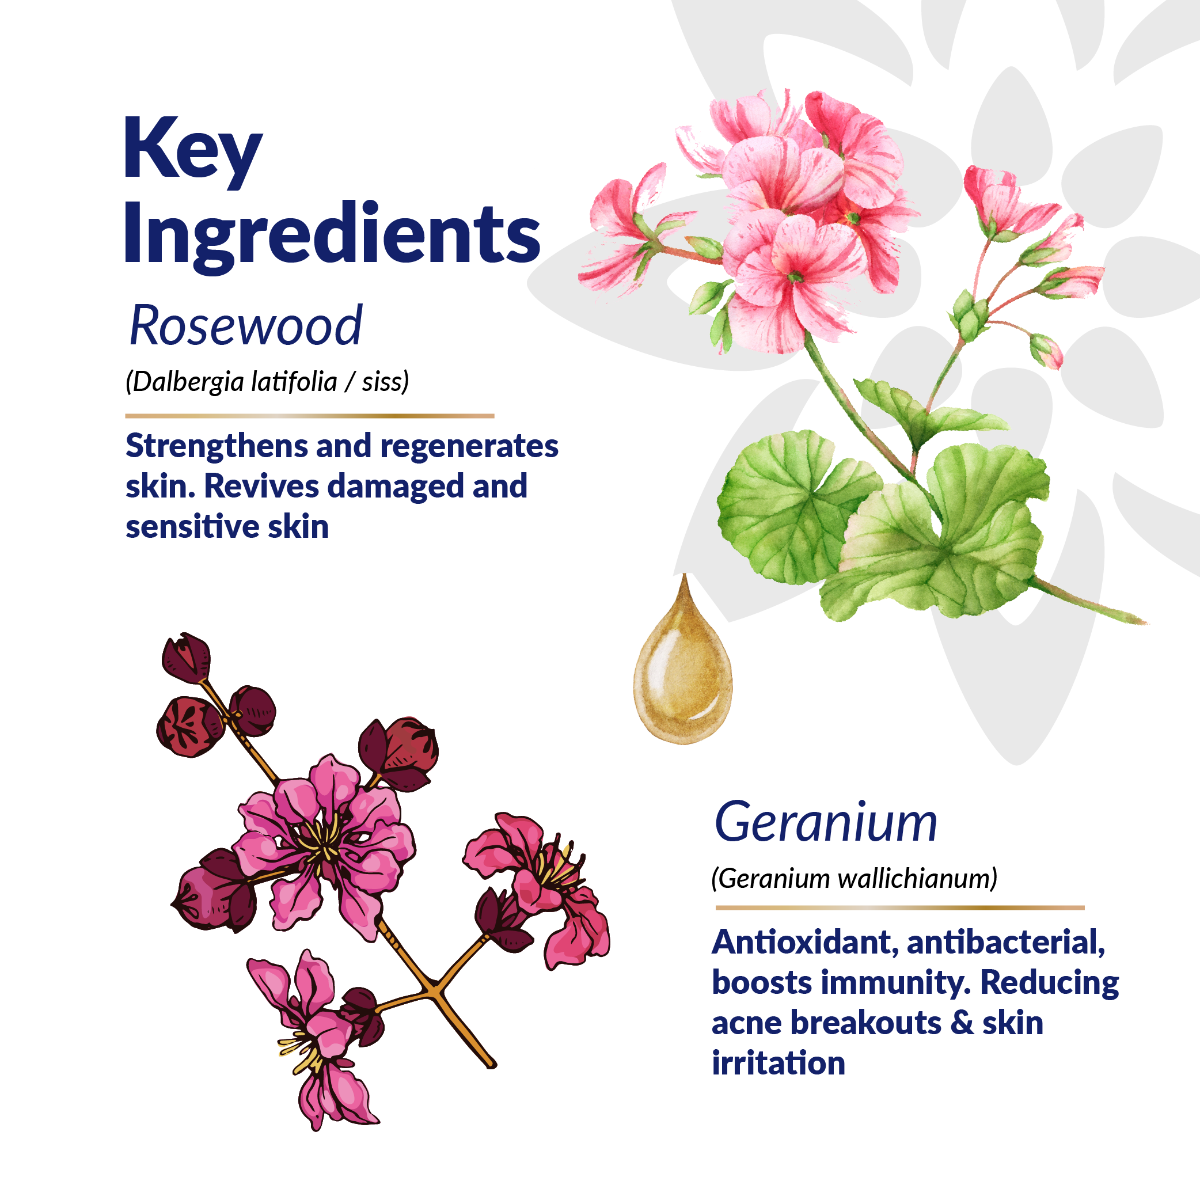 Key
Ingredients
Rosewood
(Dalbergia latifolia / siss)
Strengthens and regenerates
skin. Revives damaged and
sensitive skin
Geranium
(Geranium wallichianum)
Antioxidant, antibacterial,
boosts immunity. Reducing
acne breakouts & skin
irritation